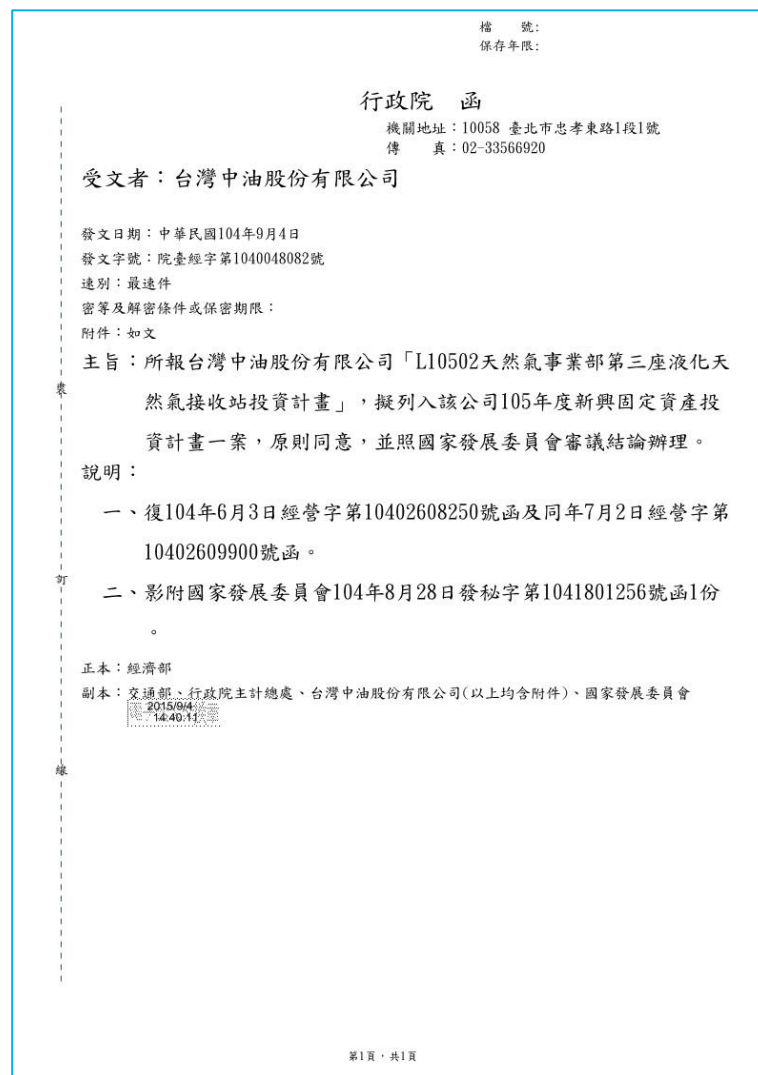 檔　　號:
保存年限:
行政院　函
機關地址：10058 臺北市忠孝東路1段1號
傳　　真：02-33566920
受文者：台灣中油股份有限公司
發文日期：中華民國104年9月4日
發文字號：院臺經字第1040048082號
速別：最速件
密等及解密條件或保密期限：
附件：如文
主旨：所報台灣中油股份有限公司「L10502天然氣事業部第三座液化天
然氣接收站投資計畫」，擬列入該公司105年度新興固定資產投
資計畫一案，原則同意，並照國家發展委員會審議結論辦理。
說明：
一、復104年6月3日經營字第10402608250號函及同年7月2日經營字第
10402609900號函。
二、影附國家發展委員會104年8月28日發秘字第1041801256號函1份
。
正本：經濟部
副本：交通部、行政院主計總處、台灣中油股份有限公司(以上均含附件)、國家發展委員會
2015/9/4
14:40:11
裝
訂
線
第1頁，共1頁